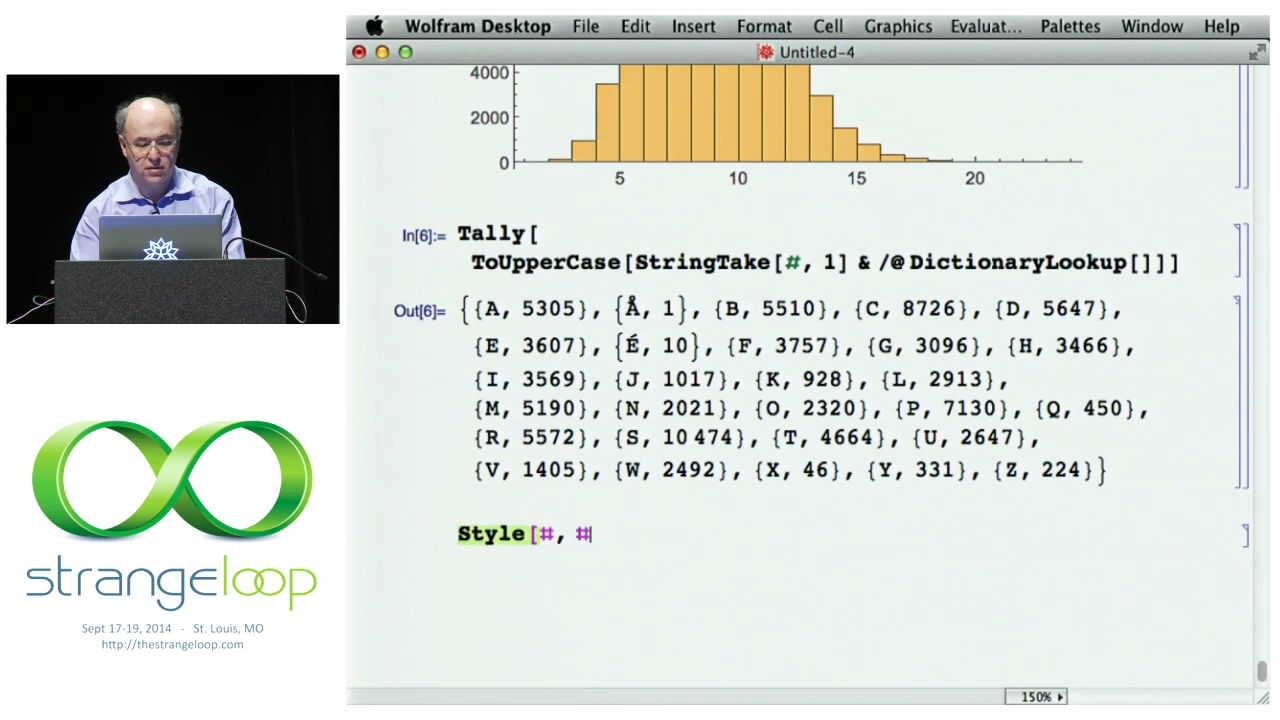 Wolfram Desktop File Edit Insert Format Cell Graphics Evaluat... Palettes Window Help
Untitled-4
4000
2000
0
5 10 15 20
In[6]:= Tally[
ToUpperCase[StringTake[#, 1] & /@ DictionaryLookup[]]]
Out[6]= {{A, 5305}, {Å, 1}, {B, 5510}, {C, 8726}, {D, 5647},
{E, 3607}, {É, 10}, {F, 3757}, {G, 3096}, {H, 3466},
{I, 3569}, {J, 1017}, {K, 928}, {L, 2913},
{M, 5190}, {N, 2021}, {O, 2320}, {P, 7130}, {Q, 450},
{R, 5572}, {S, 10 474}, {T, 4664}, {U, 2647},
{V, 1405}, {W, 2492}, {X, 46}, {Y, 331}, {Z, 224}}
Style[#, #
150%
strangeloop
Sept 17-19, 2014 - St. Louis, MO
http://thestrangeloop.com